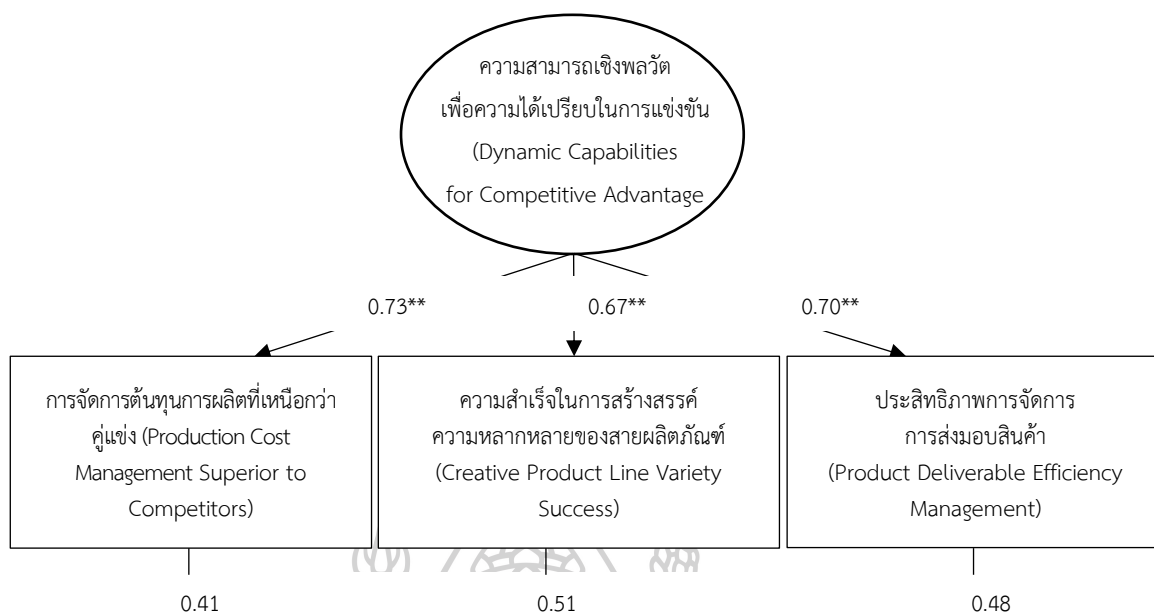 ความสามารถเชิงพลวัต
เพื่อความได้เปรียบในการแข่งขัน
(Dynamic Capabilities
for Competitive Advantage
0.73**
0.67**
0.70**
การจัดการต้นทุนการผลิตที่เหนือกว่า
คู่แข่ง (Production Cost
Management Superior to
Competitors)
ความสำเร็จในการสร้างสรรค์
ความหลากหลายของสายผลิตภัณฑ์
(Creative Product Line Variety
Success)
ประสิทธิภาพการจัดการ
การส่งมอบสินค้า
(Product Deliverable Efficiency
Management)
0.41
0.51
0.48